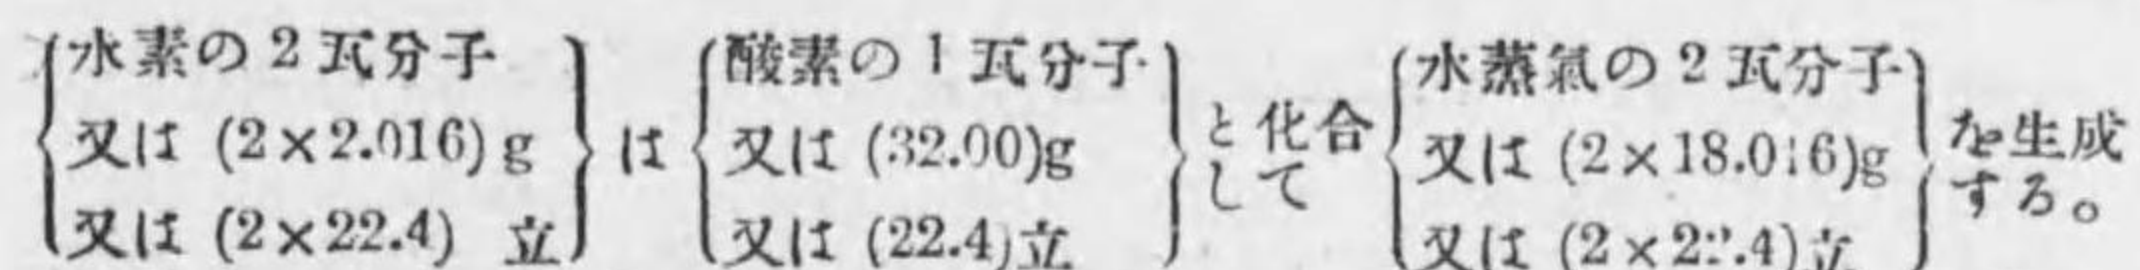 水素の2瓦分子
又は (2×2.016) g
又は (2×22.4) 立
は
酸素の1瓦分子
又は (32.00)g
又は (22.4)立
と化合
して
水蒸氣の2瓦分子
又は (2×18.016)g
又は (2×22.4)立
を生成
する。